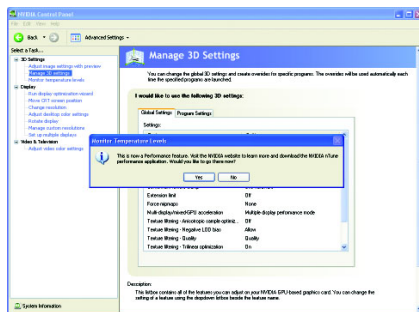 NVIDIA Control Panel
File Edit View Help
Back
Advanced Settings
Select a Task...
3D Settings
Adjust image settings with preview
Manage 3D settings
Monitor temperature levels
Display
Run display optimization wizard
Move CRT screen position
Change resolution
Adjust desktop color settings
Rotate display
Manage custom resolutions
Set up multiple displays
Video & Television
Adjust video color settings
System Information
Manage 3D Settings
You can change the global 3D settings and create overrides for specific programs. The overrides will be used automatically each
time the specified programs are launched.
I would like to use the following 3D settings:
Global Settings Program Settings
Settings:
Monitor Temperature Levels
This is now a Performance feature. Visit the NVIDIA website to learn more and download the NVIDIA nTune
performance application. Would you like to go there now?
Yes No
Extension limit Off
Force mipmaps None
Multi-display/mixed-GPU acceleration Multiple display performance mode
Texture filtering - Anisotropic sample optimiz... Off
Texture filtering - Negative LOD bias Allow
Texture filtering - Quality Quality
Texture filtering - Trilinear optimization On
Description:
This listbox contains all of the features you can adjust on your NVIDIA GPU-based graphics card. You can change the
setting of a feature using the dropdown listbox beside the feature name.